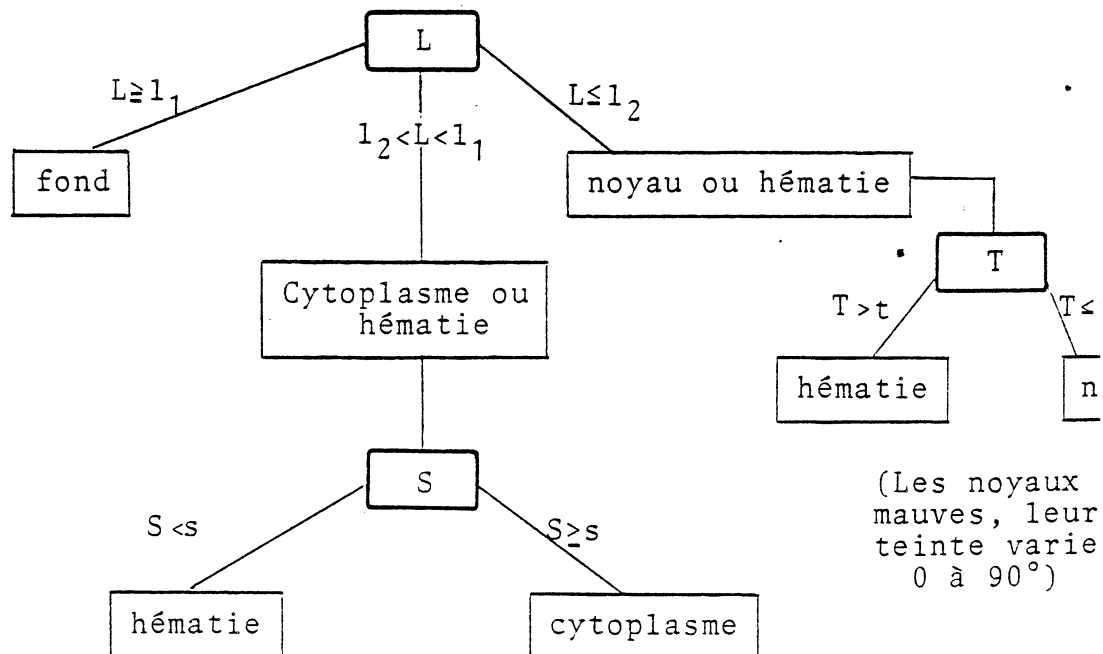 L
L≧l₁
l₂<L<l₁
L≦l₂
fond
noyau ou hématie
T
Cytoplasme ou
hématie
T>t
T≤
hématie
n
S
(Les noyaux
mauves, leur
teinte varie
0 à 90°)
S<s
S≥s
hématie
cytoplasme